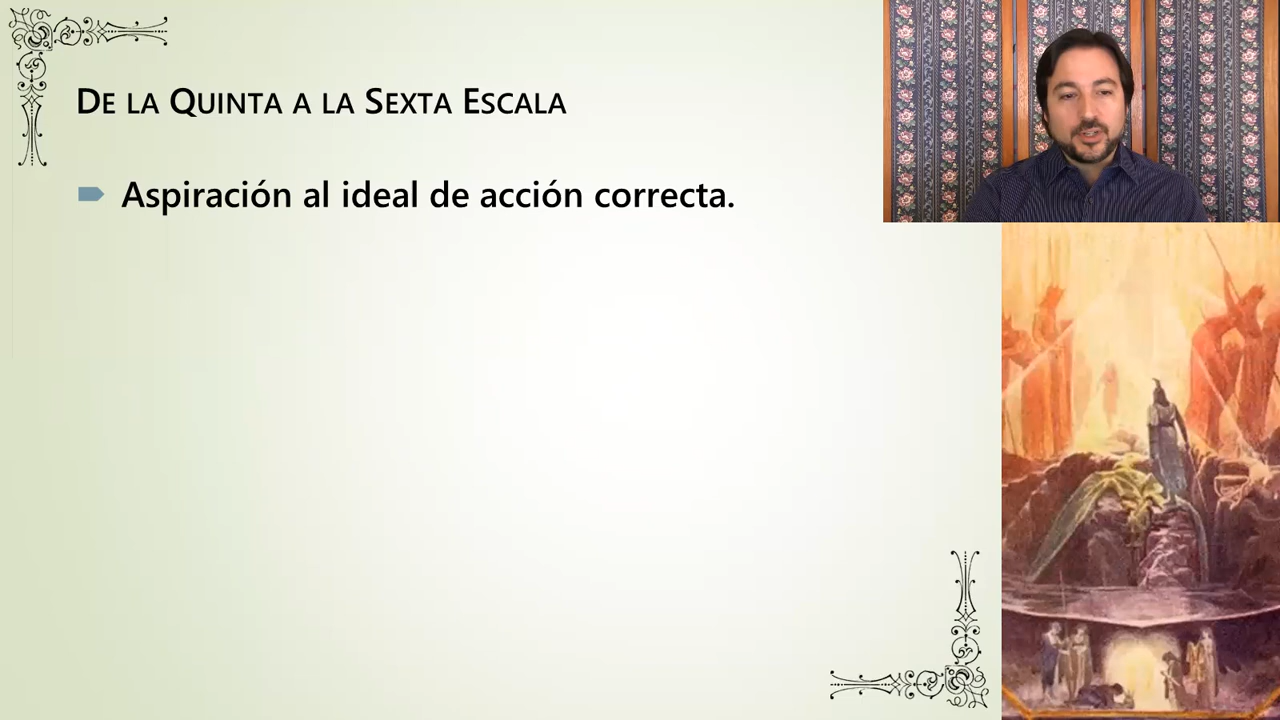 De la Quinta a la Sexta Escala
Aspiración al ideal de acción correcta.